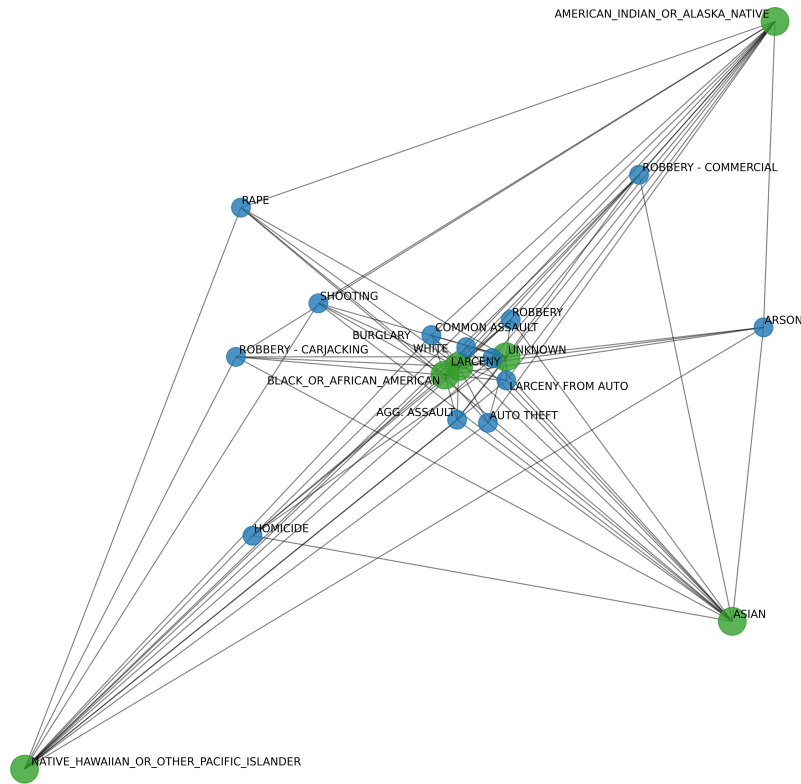 AMERICAN_INDIAN_OR_ALASKA_NATIVE
ROBBERY - COMMERCIAL
RAPE
SHOOTING
ROBBERY
ARSON
COMMON ASSAULT
BURGLARY
WHITE
UNKNOWN
ROBBERY - CARJACKING
LARCENY
BLACK_OR_AFRICAN_AMERICAN
LARCENY FROM AUTO
AGG. ASSAULT
AUTO THEFT
HOMICIDE
ASIAN
NATIVE_HAWAIIAN_OR_OTHER_PACIFIC_ISLANDER